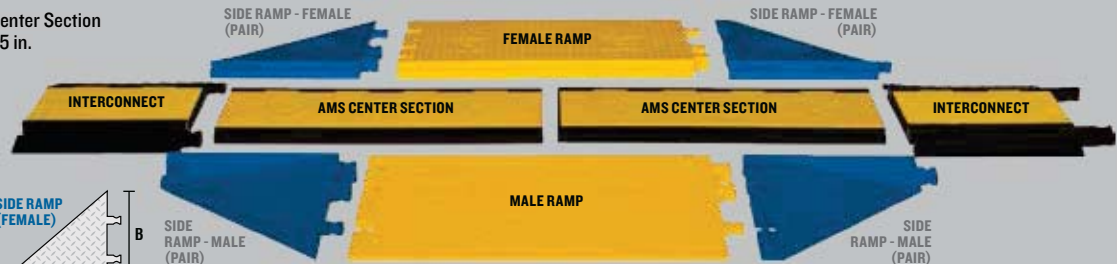 enter Section
5 in.
SIDE RAMP - FEMALE
(PAIR)
FEMALE RAMP
SIDE RAMP - FEMALE
(PAIR)
INTERCONNECT
AMS CENTER SECTION
AMS CENTER SECTION
INTERCONNECT
MALE RAMP
SIDE RAMP
(FEMALE)
B
SIDE
RAMP - MALE
(PAIR)
SIDE
RAMP - MALE
(PAIR)